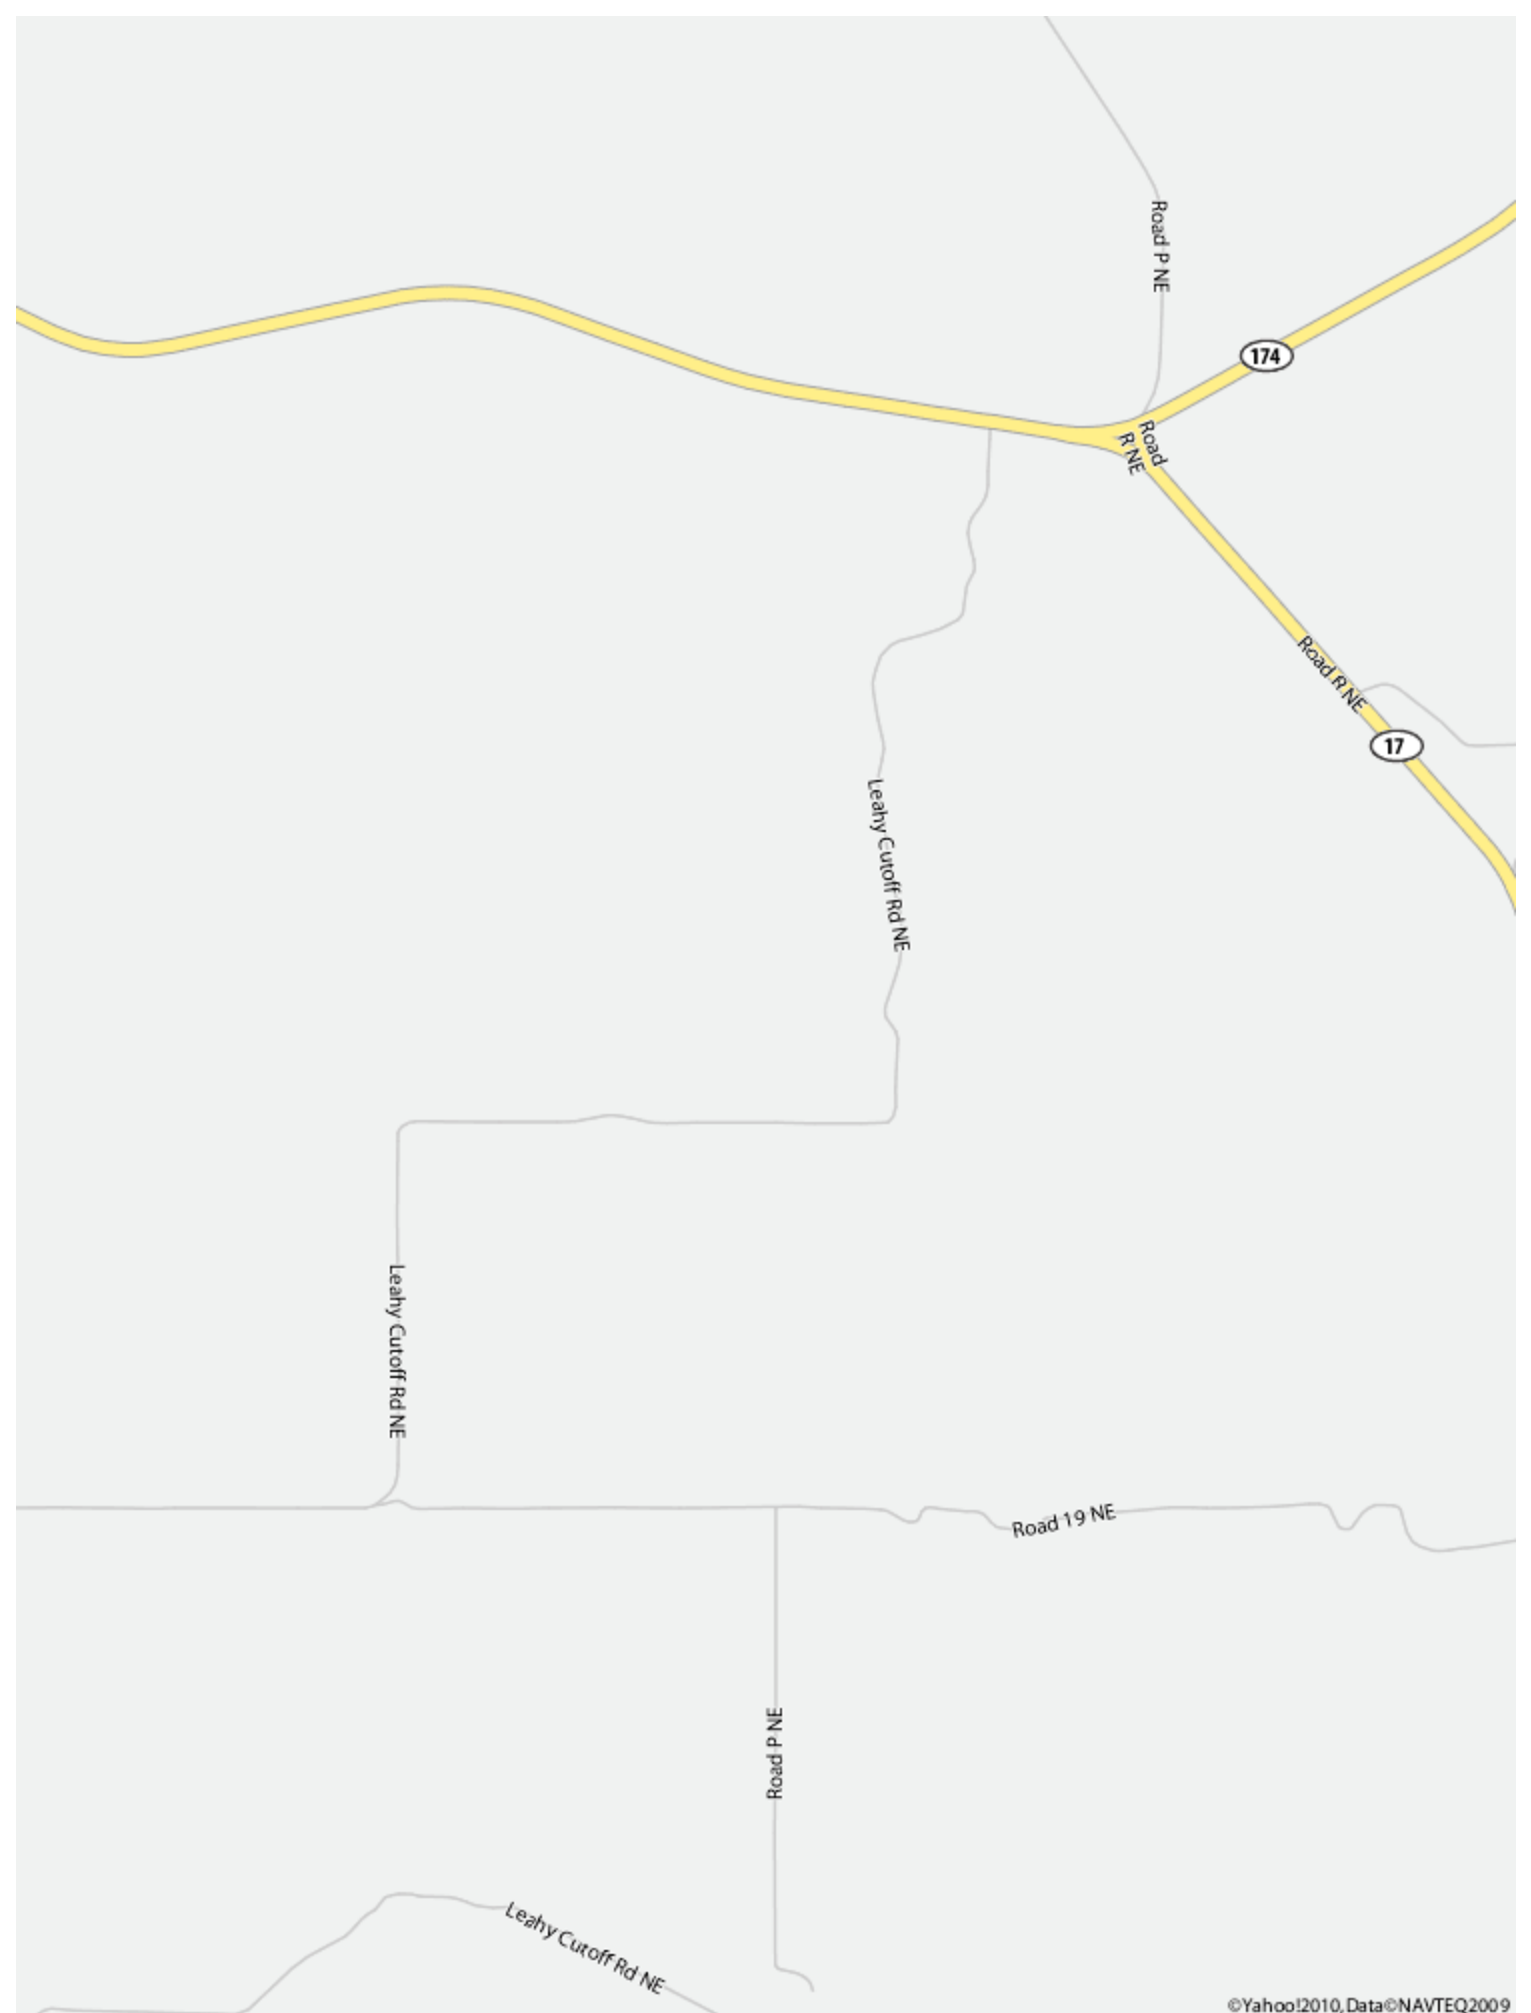 Road P NE
174
Road
R NE
Road R NE
17
Leahy Cutoff Rd NE
Leahy Cutoff Rd NE
Road 19 NE
Road P NE
Leahy Cutoff Rd NE
©Yahoo!2010, Data©NAVTEQ2009